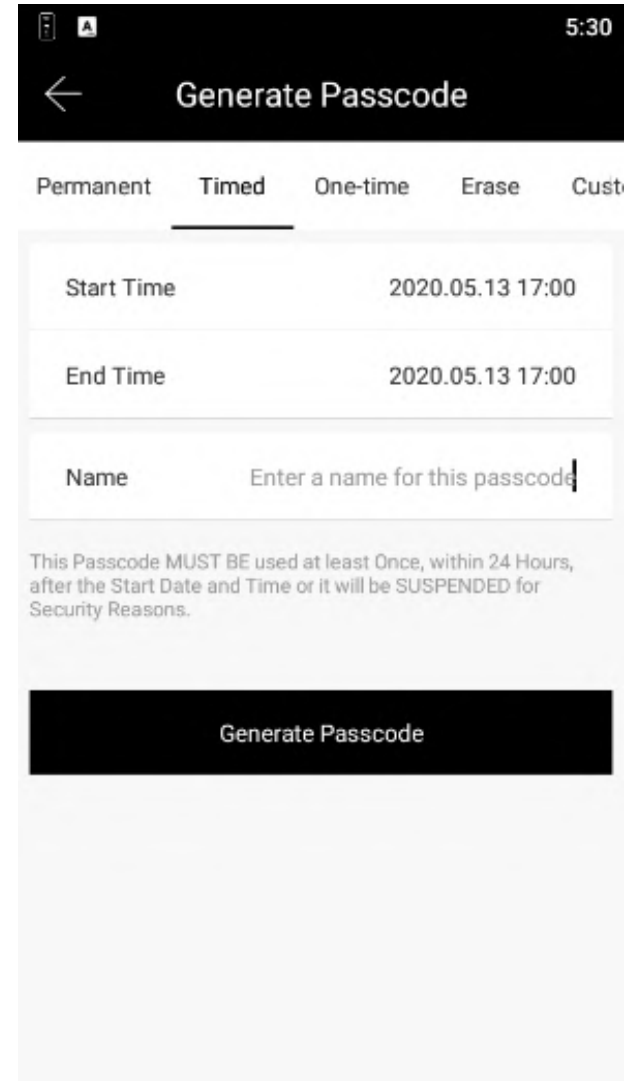 A 5:30
Generate Passcode
Permanent Timed One-time Erase Cust
Start Time 2020.05.13 17:00
End Time 2020.05.13 17:00
Name Enter a name for this passcode
This Passcode MUST BE used at least Once, within 24 Hours,
after the Start Date and Time or it will be SUSPENDED for
Security Reasons.
Generate Passcode